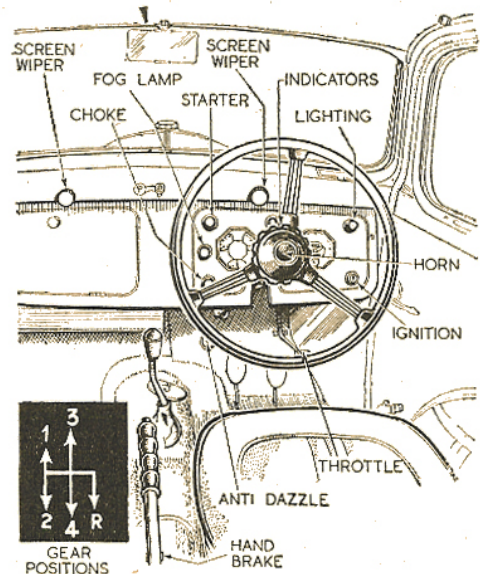 SCREEN
WIPER
SCREEN
WIPER
FOG LAMP
INDICATORS
STARTER
CHOKE
LIGHTING
HORN
IGNITION
3
1
2
4
R
THROTTLE
ANTI DAZZLE
GEAR
POSITIONS
HAND
BRAKE